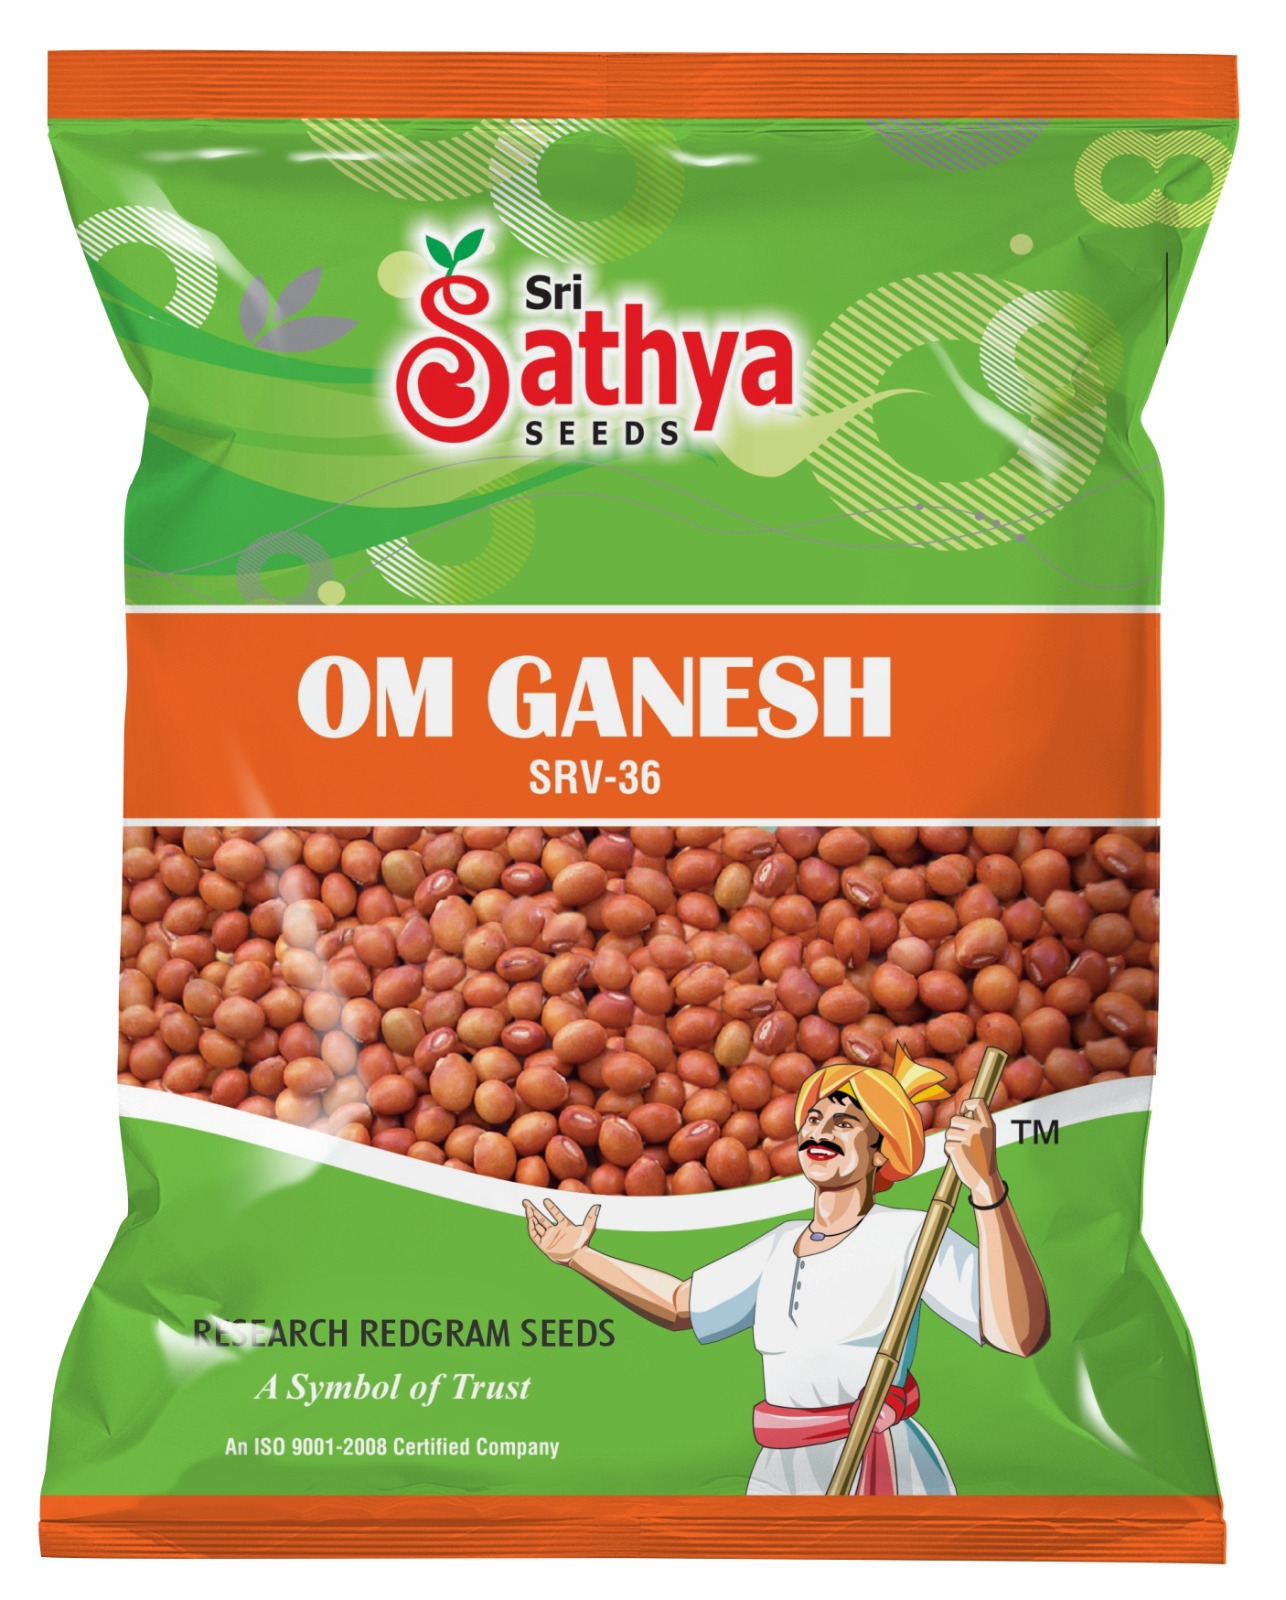 Sri
Sathya
SEEDS
OM GANESH
SRV-36
TM
RESEARCH REDGRAM SEEDS
A Symbol of Trust
An ISO 9001-2008 Certified Company